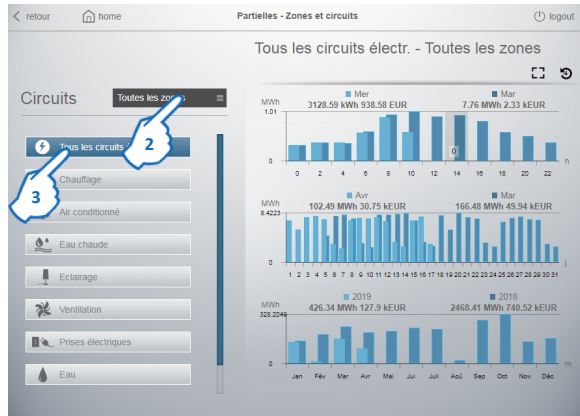 retour
home
Partielles - Zones et circuits
logout
Tous les circuits électr. - Toutes les zones
Circuits
Toutes les zones
2
Tous les circuits
3
Chauffage
Air conditionné
Eau chaude
Eclairage
Ventilation
Prises électriques
Eau
Mer Mar
MWh 3128.59 kWh 938.58 EUR 7.76 MWh 2.33 kEUR
1.01
0
0
0 2 4 6 8 10 12 14 16 18 20 22
n
Avr Mar
MWh 102.49 MWh 30.75 kEUR 166.48 MWh 49.94 kEUR
8.4223
0
j
1 2 3 4 5 6 7 8 9 10 11 12 13 14 15 16 17 18 19 20 21 22 23 24 25 26 27 28 29 30 31
2019 2018
MWh 426.34 MWh 127.9 kEUR 2468.41 MWh 740.52 kEUR
328.2049
0
m
Jan Fév Mar Avr Mai Jui Juil Aoû Sep Oct Nov Déc